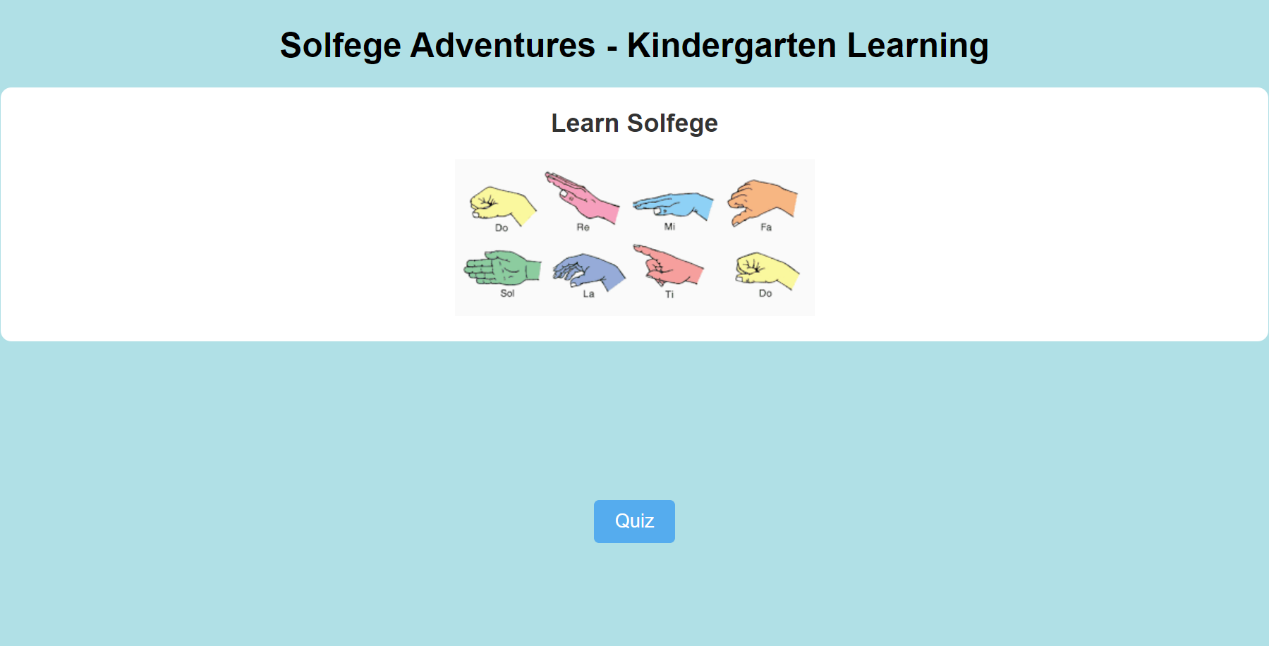 Solfege Adventures - Kindergarten Learning
Learn Solfege
Do Re Mi Fa
Sol La Ti Do
Quiz